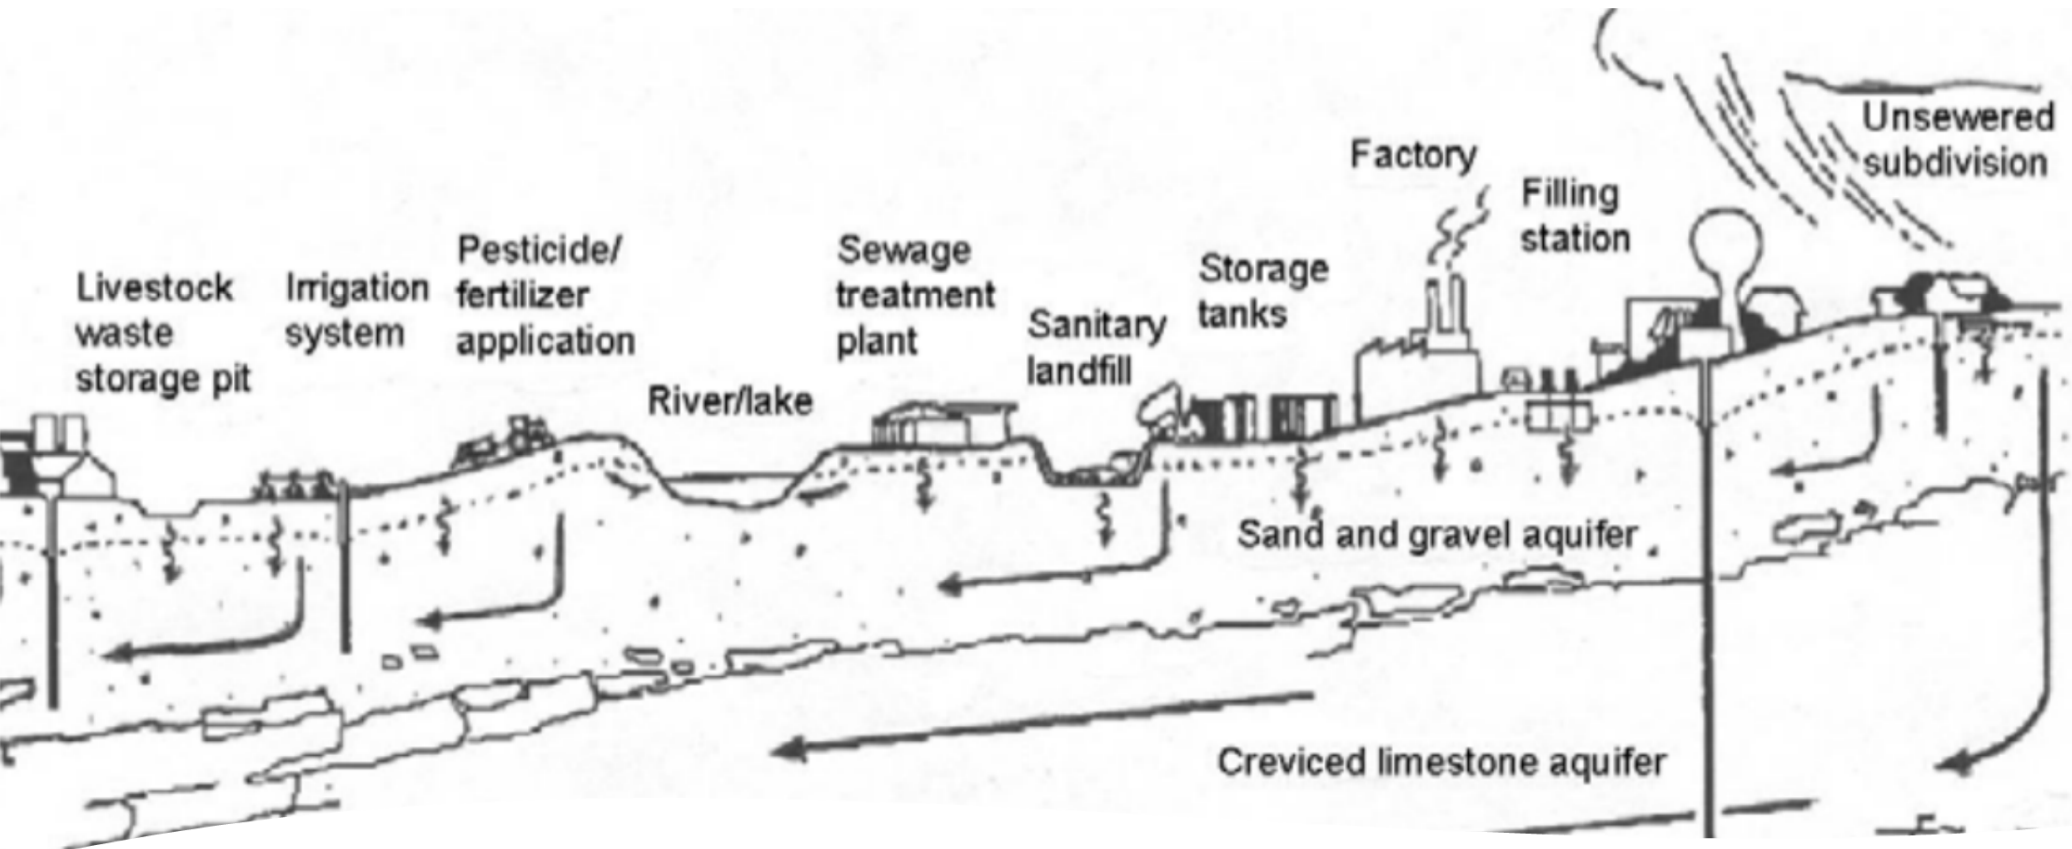 Livestock
waste
storage pit
Irrigation
system
Pesticide/
fertilizer
application
River/lake
Sewage
treatment
plant
Sanitary
landfill
Storage
tanks
Factory
Filling
station
Unsewered
subdivision
Sand and gravel aquifer
Creviced limestone aquifer